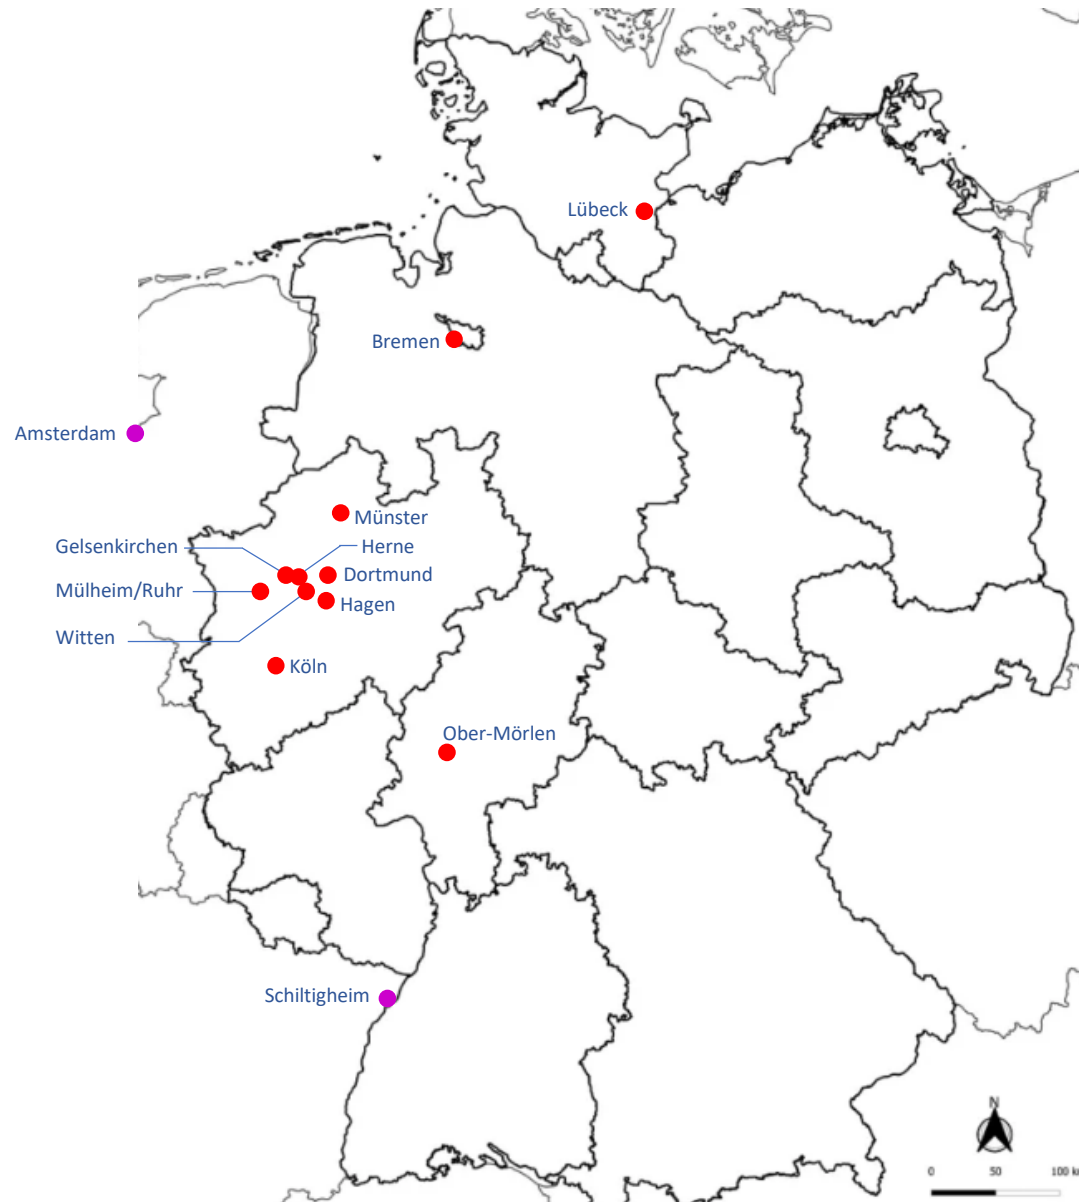 Lübeck
Bremen
Amsterdam
Münster
Gelsenkirchen
Herne
Mülheim/Ruhr
Dortmund
Hagen
Witten
Köln
Ober-Mörlen
Schiltigheim
N
0 50 100 k